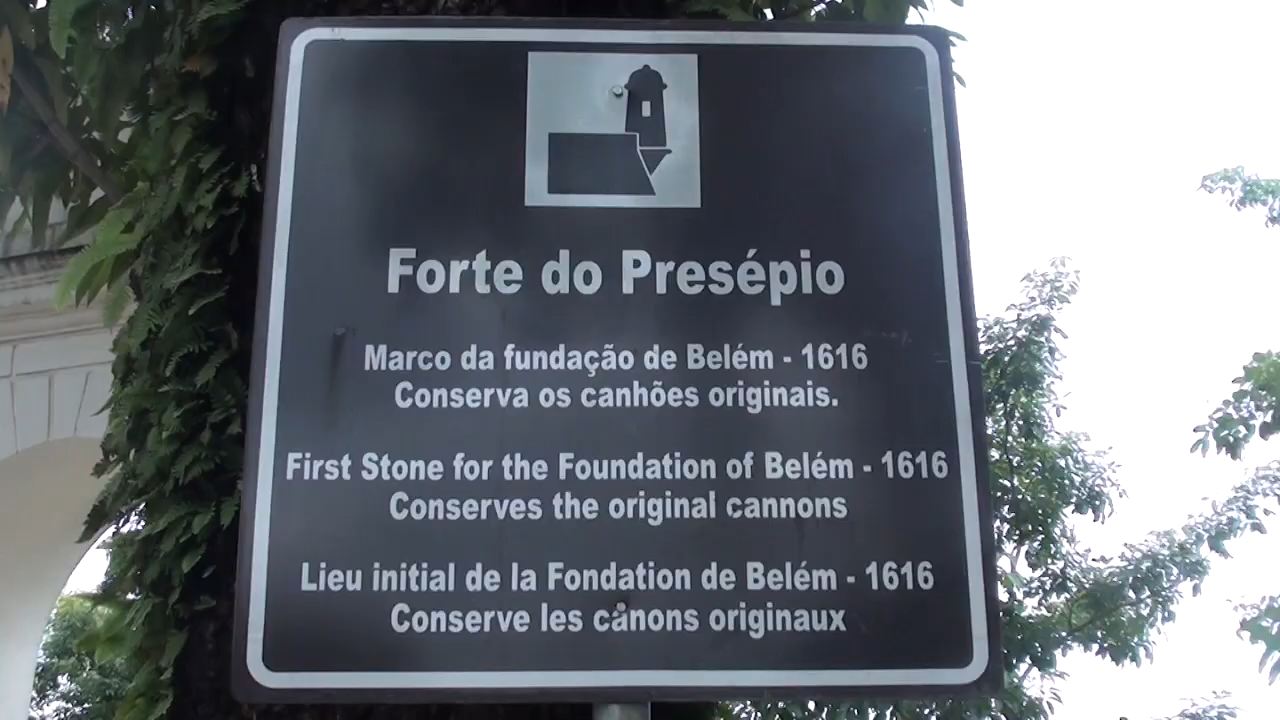 Forte do Presépio
Marco da fundação de Belém - 1616
Conserva os canhões originais.
First Stone for the Foundation of Belém - 1616
Conserves the original cannons
Lieu initial de la Fondation de Belém - 1616
Conserve les canons originaux